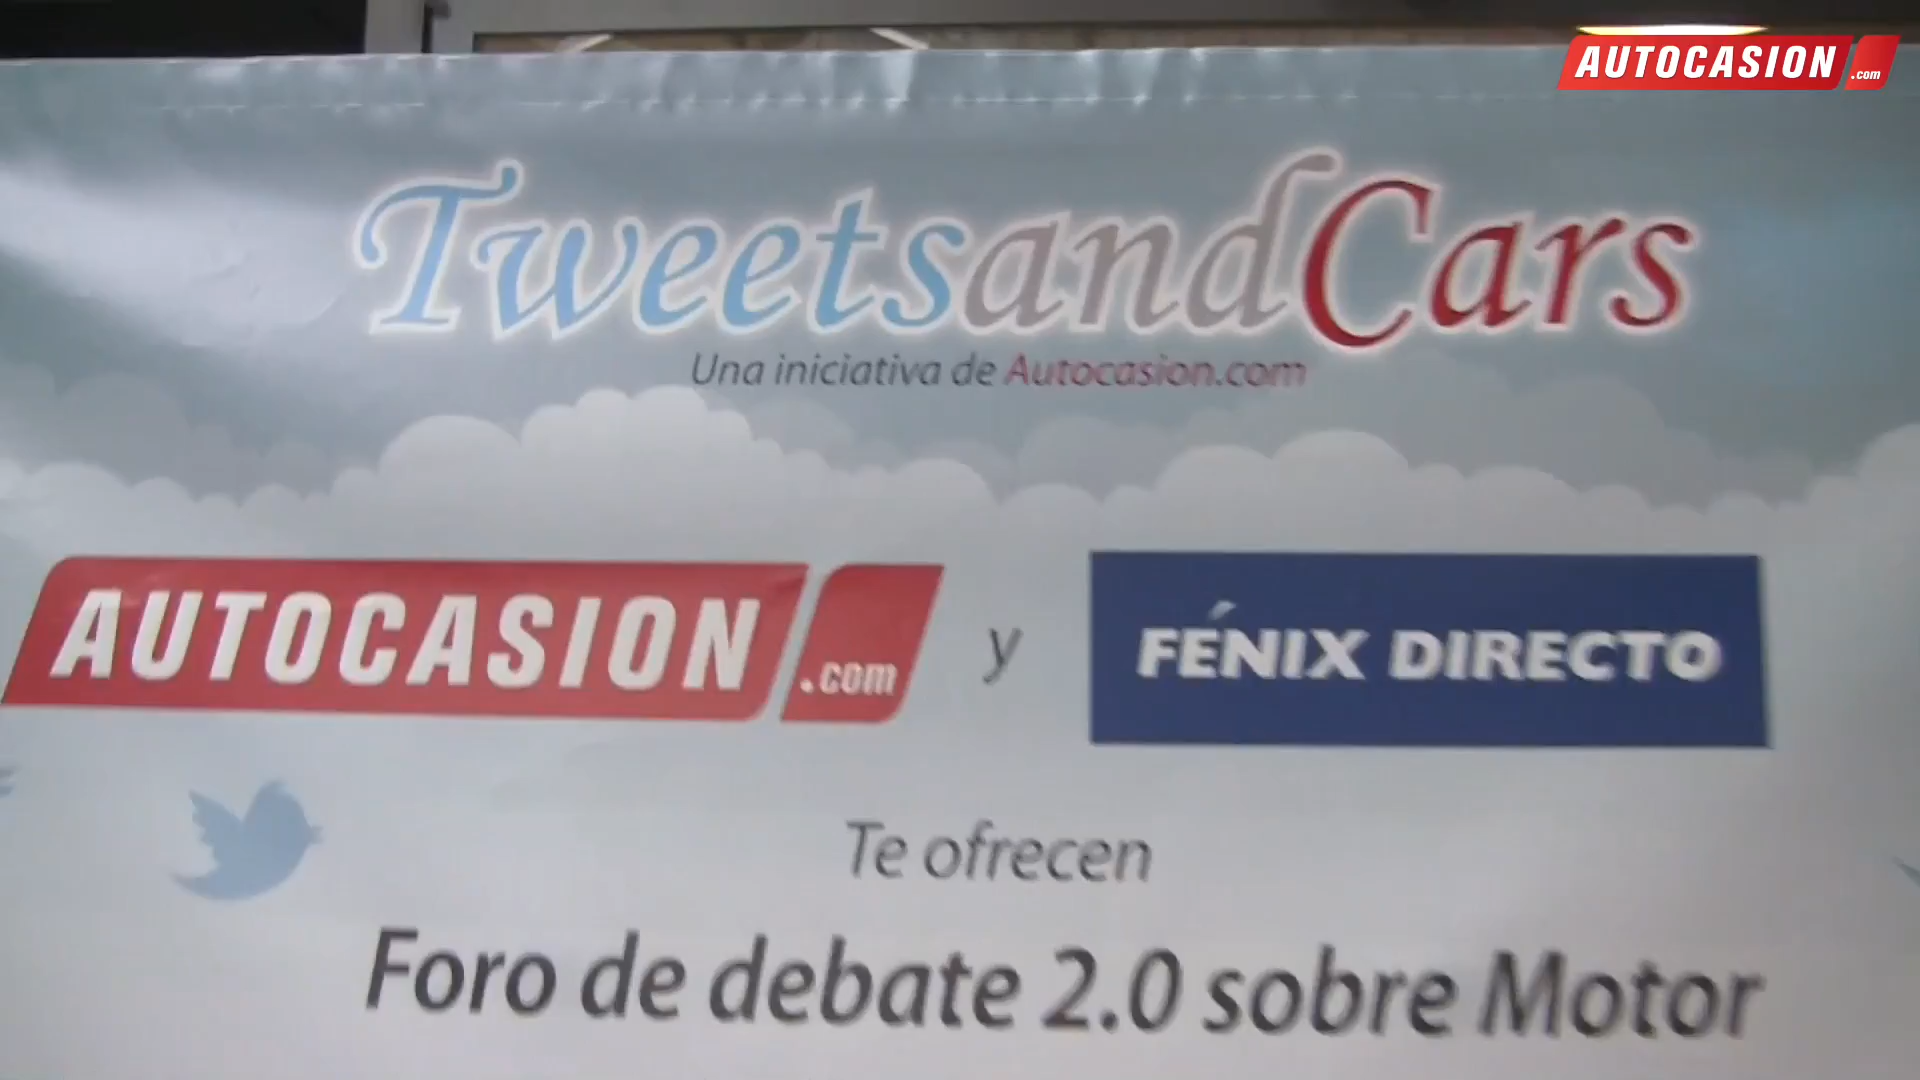 AUTOCASION.com
TweetsandCars
Una iniciativa de Autocasion.com
AUTOCASION.com y FÉNIX DIRECTO
Te ofrecen
Foro de debate 2.0 sobre Motor